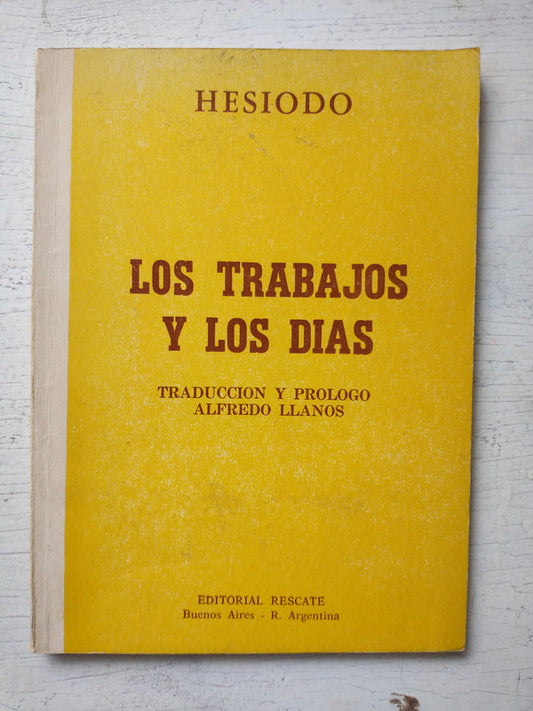 HESIODO
LOS TRABAJOS
Y LOS DIAS
TRADUCCION Y PROLOGO
ALFREDO LLANOS
EDITORIAL RESCATE
Buenos Aires - R. Argentina